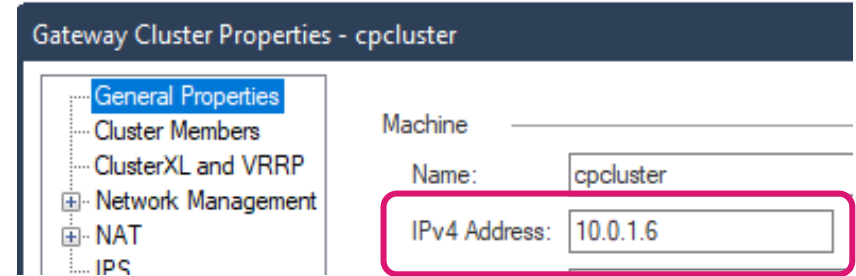 Gateway Cluster Properties - cpcluster
General Properties
Cluster Members
ClusterXL and VRRP
Network Management
NAT
IPS
Machine
Name: cpcluster
IPv4 Address: 10.0.1.6